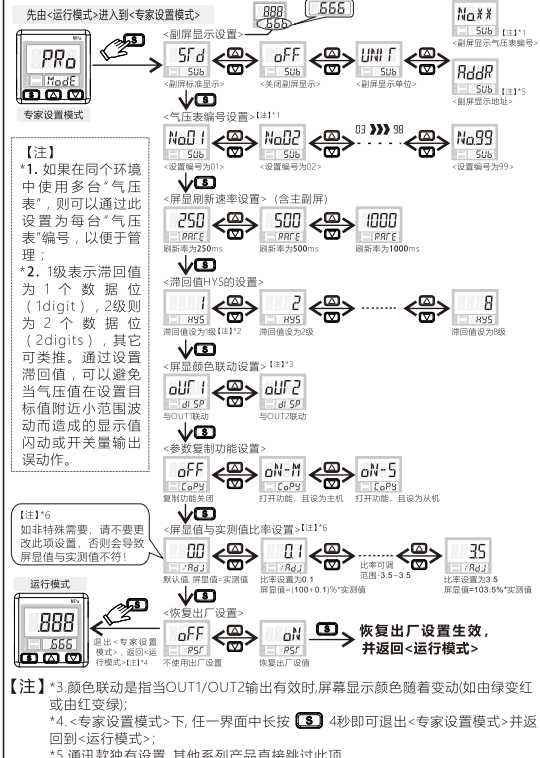 先由<运行模式>进入到<专家设置模式>
888
666
.666
MPa
PRo
ModE
S
S
专家设置模式
<副屏显示设置>
STd
SUb
<副屏标准显示>
oFF
SUb
<关闭副屏显示>
UNIT
SUb
<副屏显示单位>
No.**
SUb
【注】*1
<副屏显示气压表编号>
AddR
SUb
【注】*5
<副屏显示地址>
S
<气压表编号设置>【注】*1
No.01
SUb
<设置编号为01>
No.02
SUb
<设置编号为02>
03 ❯❯❯ 98
No.99
SUb
<设置编号为99>
S
<屏显刷新速率设置>（含主副屏）
250
RATE
刷新率为250ms
500
RATE
刷新率为500ms
1000
RATE
刷新率为1000ms
S
<滞回值HYS的设置>
1
HYS
滞回值设为1级【注】*2
2
HYS
滞回值设为2级
8
HYS
滞回值设为8级
S
<屏显颜色联动设置>【注】*3
oUT1
diSP
与OUT1联动
oUT2
diSP
与OUT2联动
S
<参数复制功能设置>
oFF
CoPY
复制功能关闭
oN-M
CoPY
打开功能，且设为主机
oN-S
CoPY
打开功能，且设为从机
S
<屏显值与实测值比率设置>【注】*6
0.0
%Adj
默认值, 屏显值=实测值
0.1
%Adj
比率设置为0.1
屏显值=(100+0.1)%*实测值
比率可调
范围-3.5~3.5
3.5
%Adj
比率设置为3.5
屏显值=103.5%*实测值
S
<恢复出厂设置>
oFF
RST
不使用出厂设置
oN
RST
恢复出厂设值
S
恢复出厂设置生效，
并返回<运行模式>
【注】
*1. 如果在同个环境
中使用多台“气压
表”，则可以通过此
设置为每台“气压
表”编号，以便于管
理；
*2. 1级表示滞回值
为1个数据位
（1digit），2级则
为2个数据位
（2digits），其它
可类推。通过设置
滞回值，可以避免
当气压值在设置目
标值附近小范围波
动而造成的显示值
闪动或开关量输出
误动作。
【注】*6
如非特殊需要，请不要更
改此项设置，否则会导致
屏显值与实测值不符！
运行模式
MPa
.888
.666
S
S
退出<专家设置
模式>，返回<运
行模式>【注】*4
【注】*3.颜色联动是指当OUT1/OUT2输出有效时,屏幕显示颜色随着变动(如由绿变红
或由红变绿);
*4.<专家设置模式>下, 任一界面中长按 S 4秒即可退出<专家设置模式>并返
回到<运行模式>;
*5.通讯款独有设置, 其他系列产品直接跳过此项